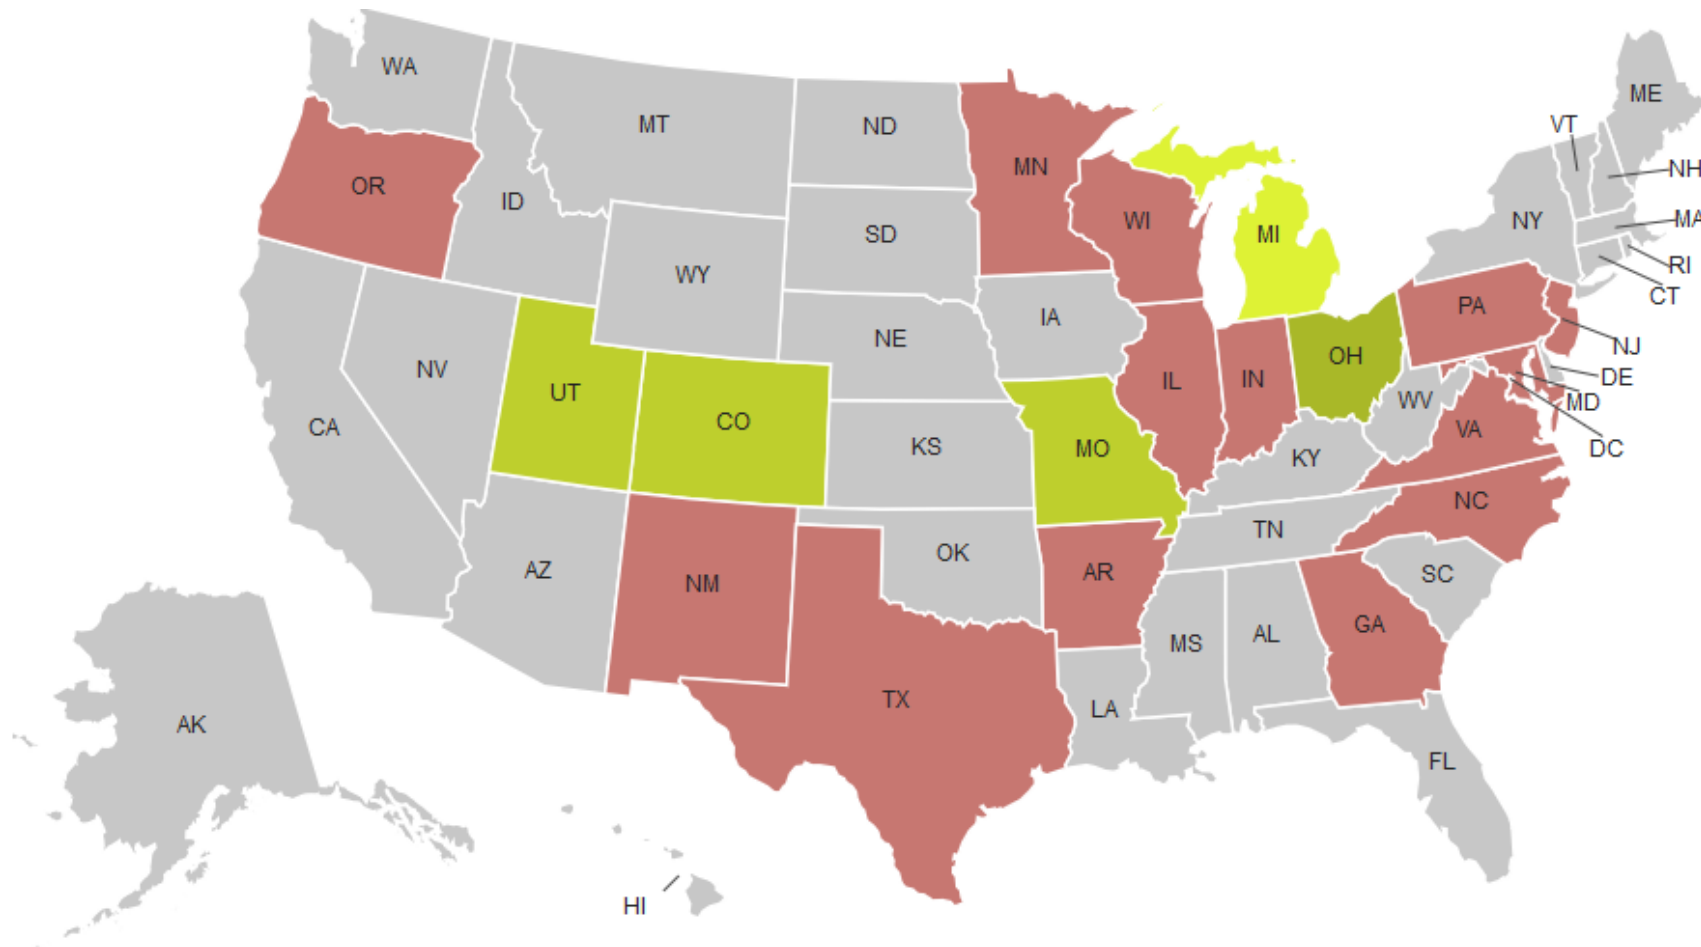 WA
MT
ND
MN
ME
VT
NH
OR
ID
SD
WI
MI
NY
MA
RI
CT
WY
IA
PA
NJ
NE
NV
UT
CO
IL
IN
OH
DE
MD
DC
WV
VA
CA
KS
MO
KY
NC
AZ
NM
OK
AR
TN
SC
MS
AL
GA
TX
LA
AK
FL
HI